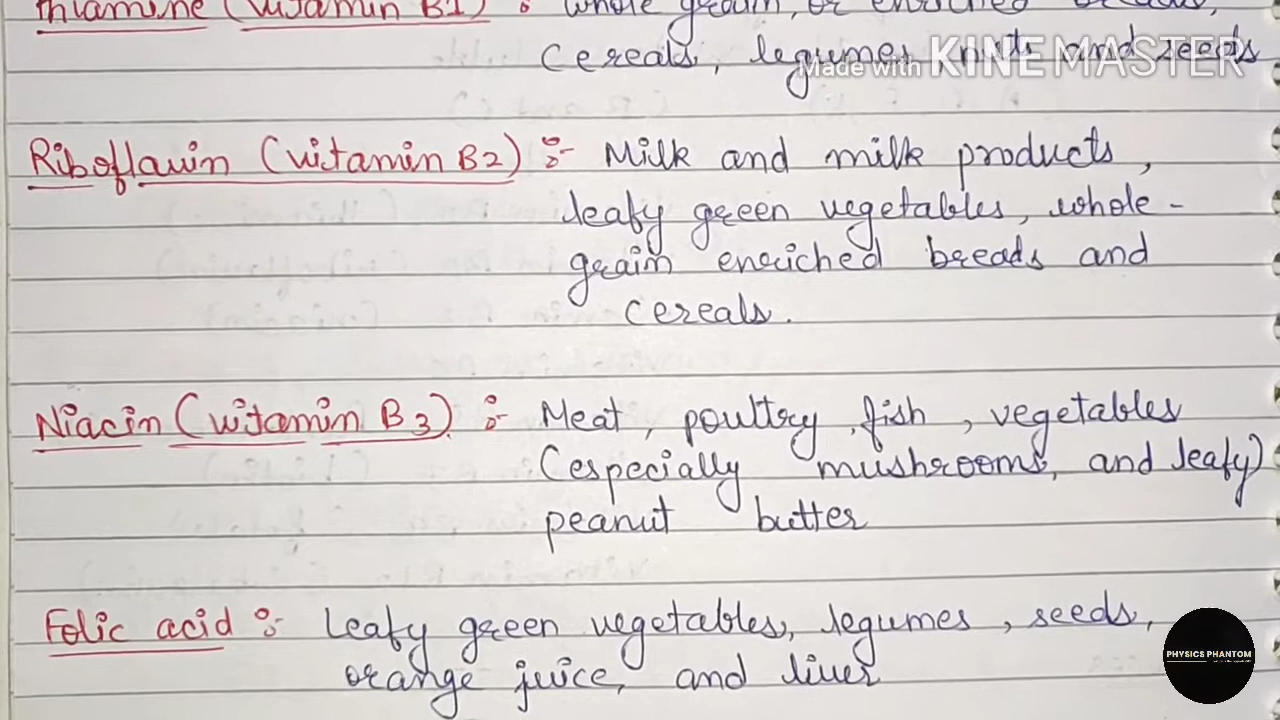 thiamine (vitamin B1) : whole grain, or enriched breads,
cereals, legumes, nuts and seeds
Made with KINEMASTER
Riboflavin (vitamin B2) :- Milk and milk products,
leafy green vegetables, whole-
grain enriched breads and
cereals.
Niacin (vitamin B3) :- Meat, poultry, fish, vegetables
(especially mushrooms, and leafy)
peanut butter
Folic acid :- Leafy green vegetables, legumes, seeds,
orange juice, and liver
PHYSICS PHANTOM